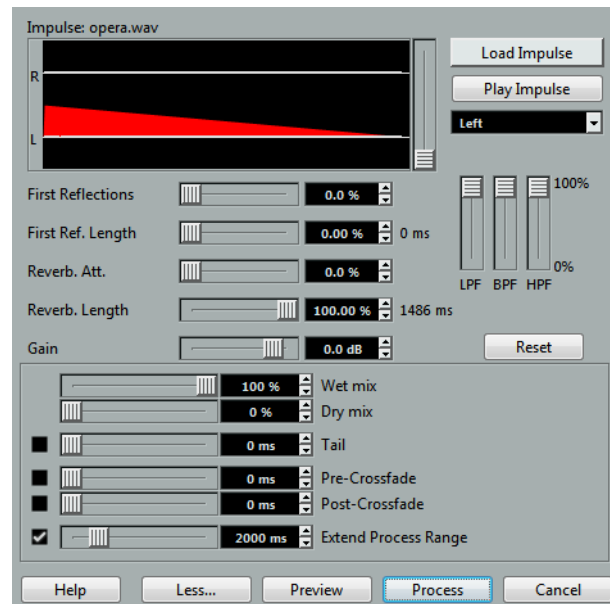 Impulse: opera.wav
R
L
Load Impulse
Play Impulse
Left
First Reflections 0.0 %
First Ref. Length 0.00 % 0 ms
Reverb. Att. 0.0 %
Reverb. Length 100.00 % 1486 ms
Gain 0.0 dB
100%
0%
LPF BPF HPF
Reset
100 % Wet mix
0 % Dry mix
0 ms Tail
0 ms Pre-Crossfade
0 ms Post-Crossfade
2000 ms Extend Process Range
Help Less... Preview Process Cancel